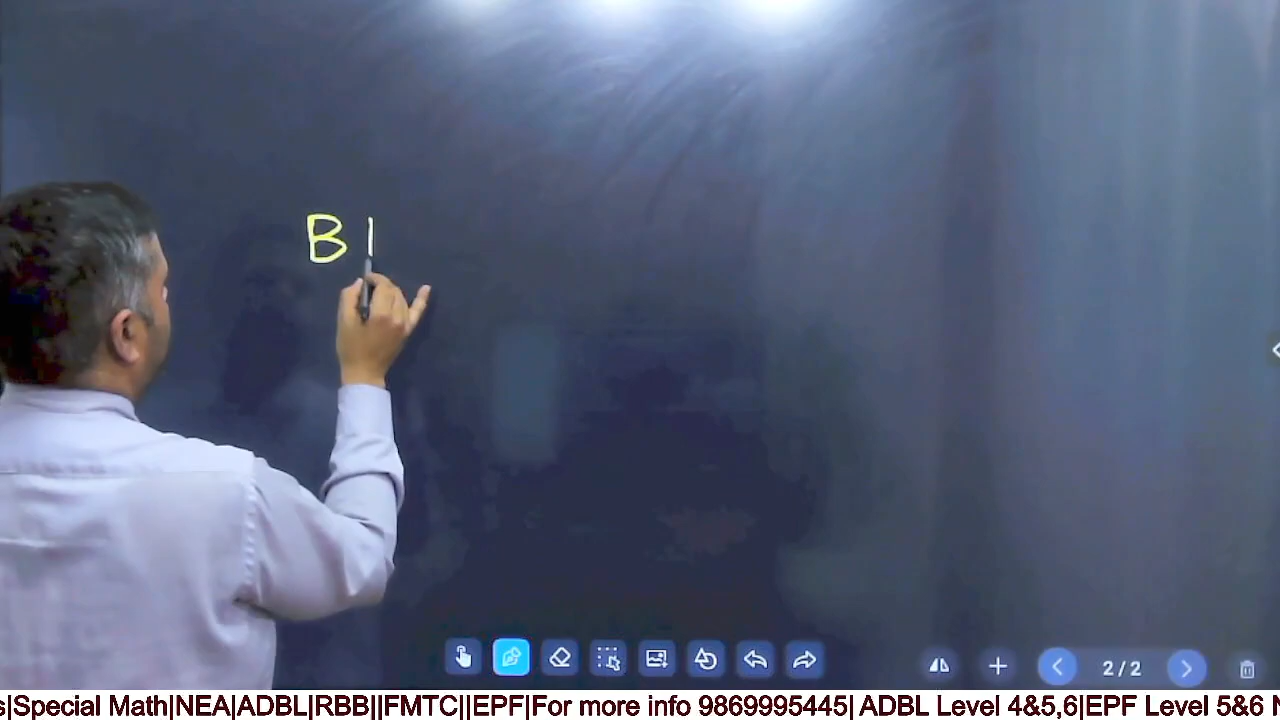 B I
2 / 2
s|Special Math|NEA|ADBL|RBB||FMTC||EPF|For more info 9869995445| ADBL Level 4&5,6|EPF Level 5&6 N